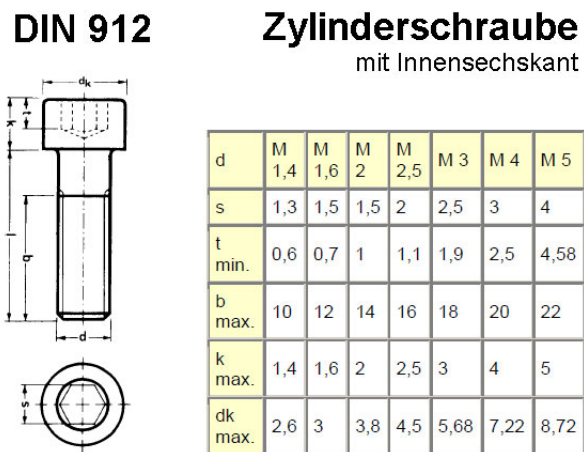 DIN 912
Zylinderschraube
mit Innensechskant
dk
k
t
l
b
d
s
d M 1,4 M 1,6 M 2 M 2,5 M 3 M 4 M 5
s 1,3 1,5 1,5 2 2,5 3 4
t min. 0,6 0,7 1 1,1 1,9 2,5 4,58
b max. 10 12 14 16 18 20 22
k max. 1,4 1,6 2 2,5 3 4 5
dk max. 2,6 3 3,8 4,5 5,68 7,22 8,72